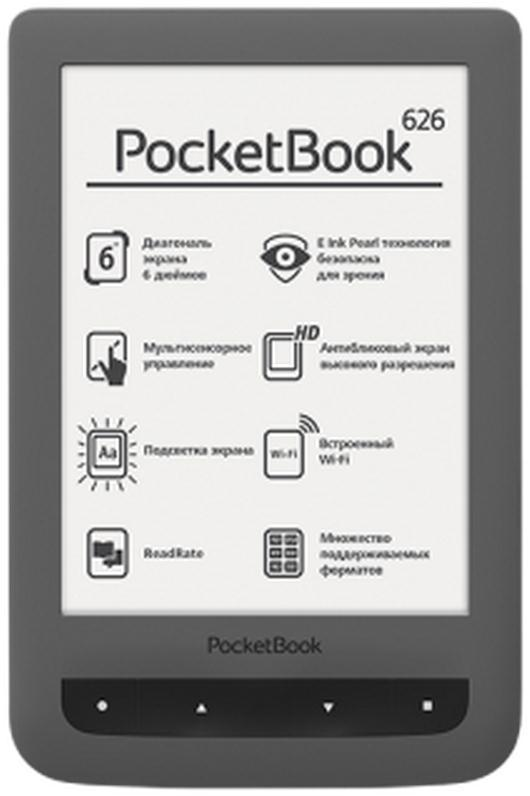 PocketBook 626
6"
Диагональ
экрана
6 дюймов
E Ink Pearl технология
безопасна
для зрения
Мультисенсорное
управление
HD
Антибликовый экран
высокого разрешения
Aa
Подсветка экрана
Wi-Fi
Встроенный
Wi-Fi
ReadRate
Множество
поддерживаемых
форматов
PocketBook